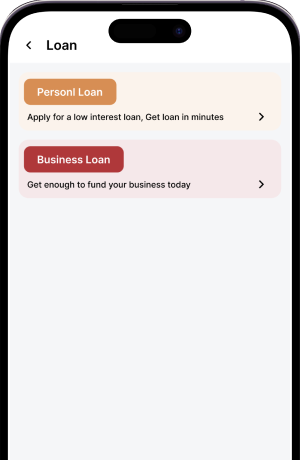 Loan
Personl Loan
Apply for a low interest loan, Get loan in minutes
Business Loan
Get enough to fund your business today